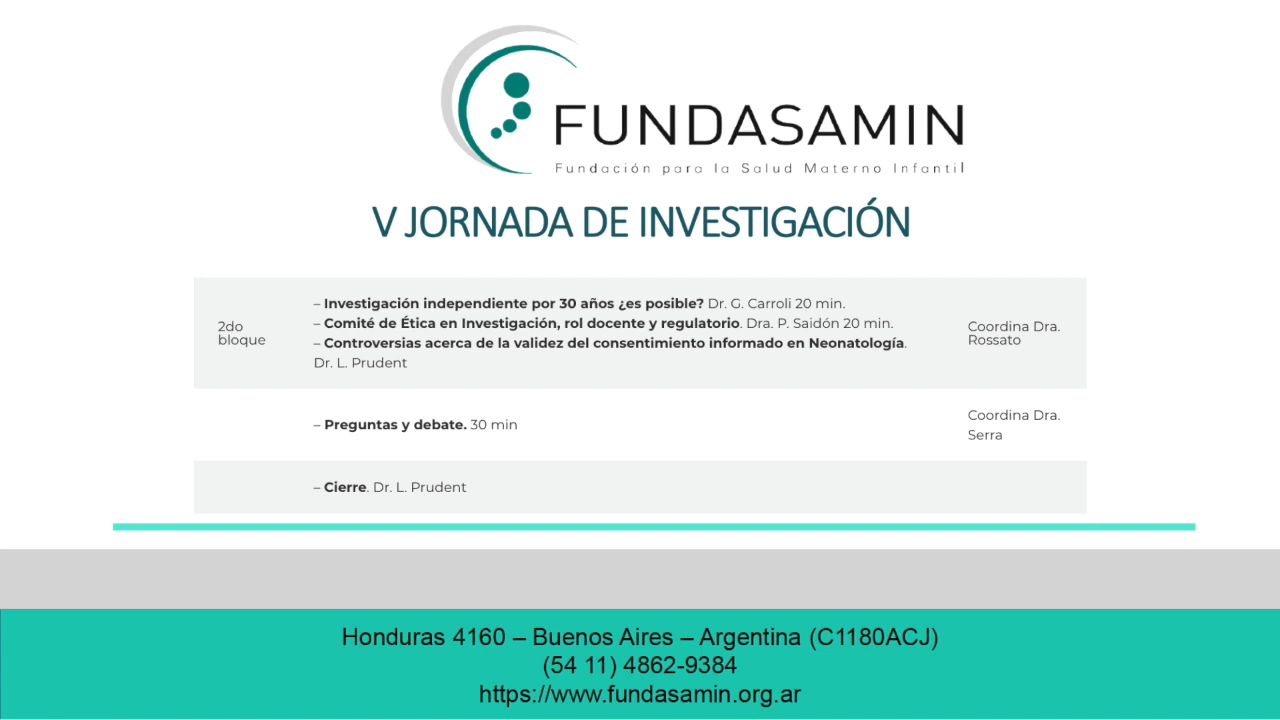 FUNDASAMIN
Fundación para la Salud Materno Infantil
V JORNADA DE INVESTIGACIÓN
2do
bloque
– Investigación independiente por 30 años ¿es posible? Dr. G. Carroli 20 min.
– Comité de Ética en Investigación, rol docente y regulatorio. Dra. P. Saidón 20 min.
– Controversias acerca de la validez del consentimiento informado en Neonatología.
Dr. L. Prudent
Coordina Dra.
Rossato
– Preguntas y debate. 30 min
Coordina Dra.
Serra
– Cierre. Dr. L. Prudent
Honduras 4160 – Buenos Aires – Argentina (C1180ACJ)
(54 11) 4862-9384
https://www.fundasamin.org.ar